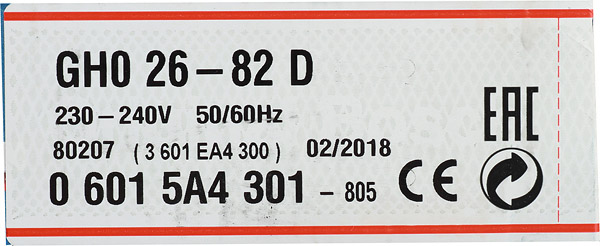 GHO 26 – 82 D
230 – 240V 50/60Hz
80207 ( 3 601 EA4 300 ) 02/2018
0 601 5A4 301 – 805 CE
EAC